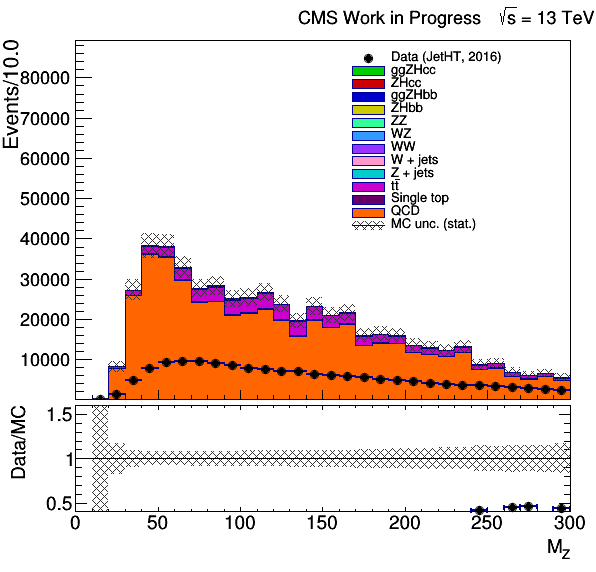 CMS Work in Progress √s = 13 TeV
Events/10.0
80000
70000
60000
50000
40000
30000
20000
10000
Data (JetHT, 2016)
ggZHcc
ZHcc
ggZHbb
ZHbb
ZZ
WZ
WW
W + jets
Z + jets
tt̄
Single top
QCD
MC unc. (stat.)
Data/MC
1.5
1
0.5
0 50 100 150 200 250 300
M_Z